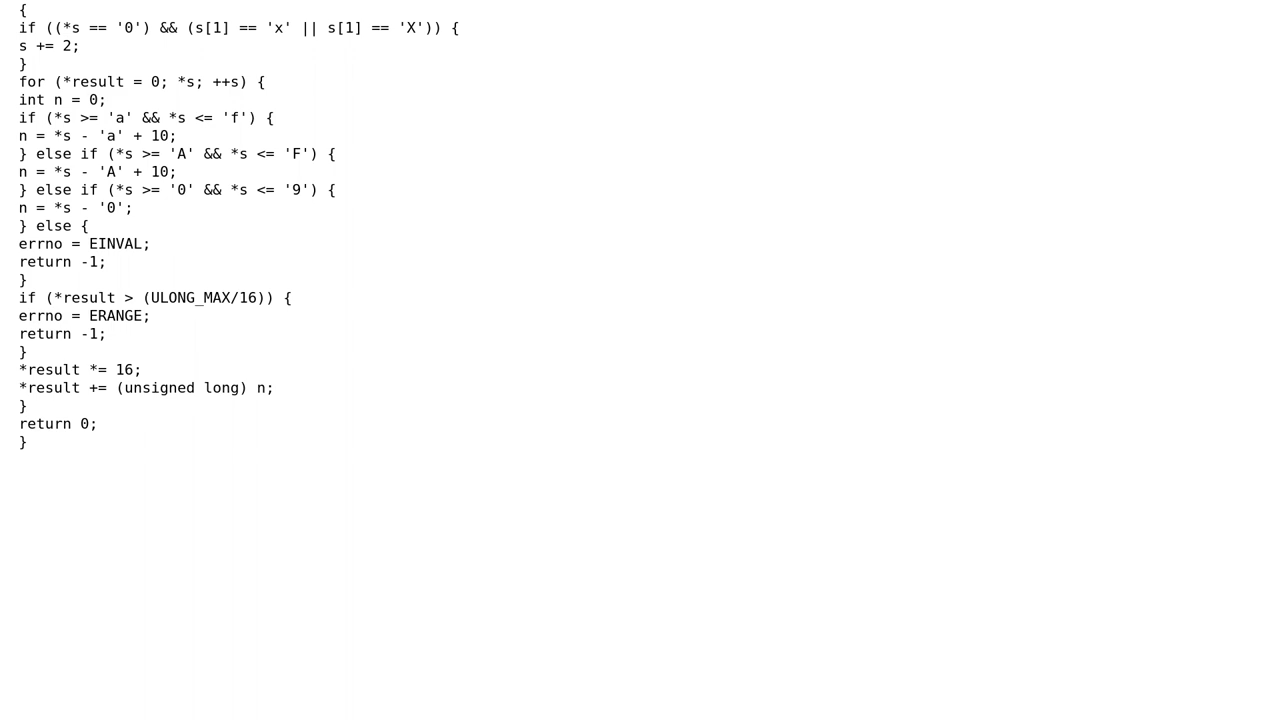 {
if ((*s == '0') && (s[1] == 'x' || s[1] == 'X')) {
s += 2;
}
for (*result = 0; *s; ++s) {
int n = 0;
if (*s >= 'a' && *s <= 'f') {
n = *s - 'a' + 10;
} else if (*s >= 'A' && *s <= 'F') {
n = *s - 'A' + 10;
} else if (*s >= '0' && *s <= '9') {
n = *s - '0';
} else {
errno = EINVAL;
return -1;
}
if (*result > (ULONG_MAX/16)) {
errno = ERANGE;
return -1;
}
*result *= 16;
*result += (unsigned long) n;
}
return 0;
}